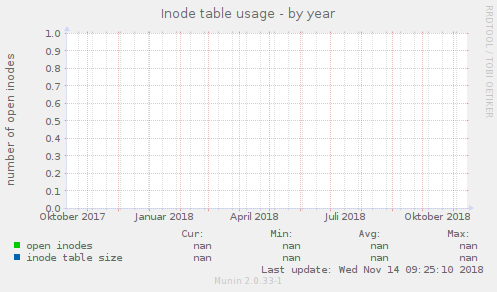 Inode table usage - by year
RRDTOOL / TOBI OETIKER
number of open inodes
1.0
0.9
0.8
0.7
0.6
0.5
0.4
0.3
0.2
0.1
0.0
Oktober 2017 Januar 2018 April 2018 Juli 2018 Oktober 2018
Cur: Min: Avg: Max:
open inodes nan nan nan nan
inode table size nan nan nan nan
Last update: Wed Nov 14 09:25:10 2018
Munin 2.0.33-1